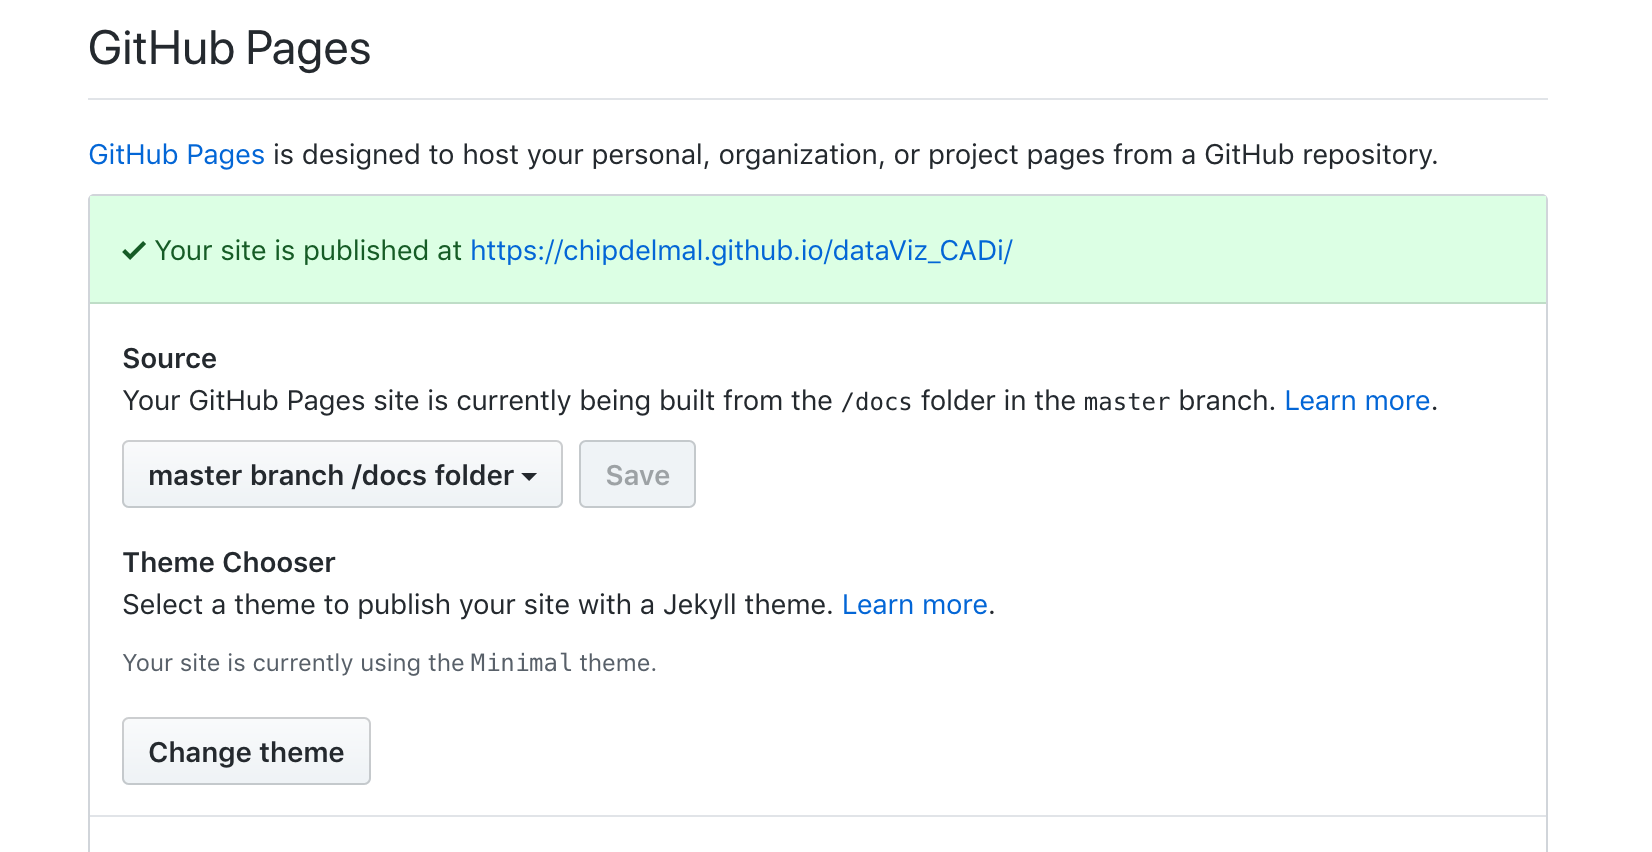 GitHub Pages
GitHub Pages is designed to host your personal, organization, or project pages from a GitHub repository.
✓ Your site is published at https://chipdelmal.github.io/dataViz_CADi/
Source
Your GitHub Pages site is currently being built from the /docs folder in the master branch. Learn more.
master branch /docs folder Save
Theme Chooser
Select a theme to publish your site with a Jekyll theme. Learn more.
Your site is currently using the Minimal theme.
Change theme